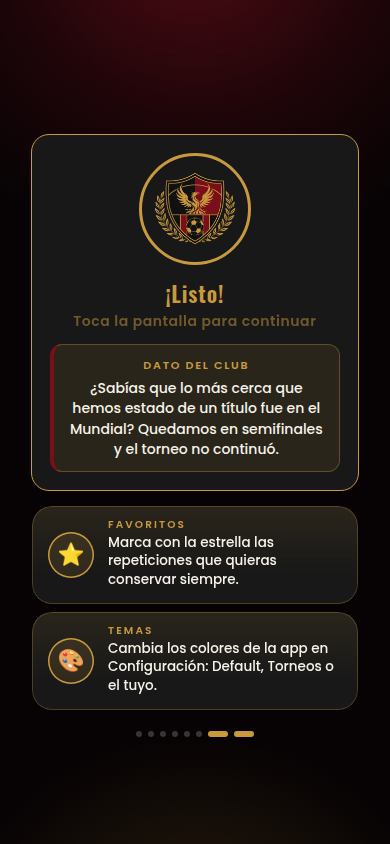 ¡Listo!
Toca la pantalla para continuar
DATO DEL CLUB
¿Sabías que lo más cerca que
hemos estado de un título fue en el
Mundial? Quedamos en semifinales
y el torneo no continuó.
FAVORITOS
Marca con la estrella las
repeticiones que quieras
conservar siempre.
TEMAS
Cambia los colores de la app en
Configuración: Default, Torneos o
el tuyo.